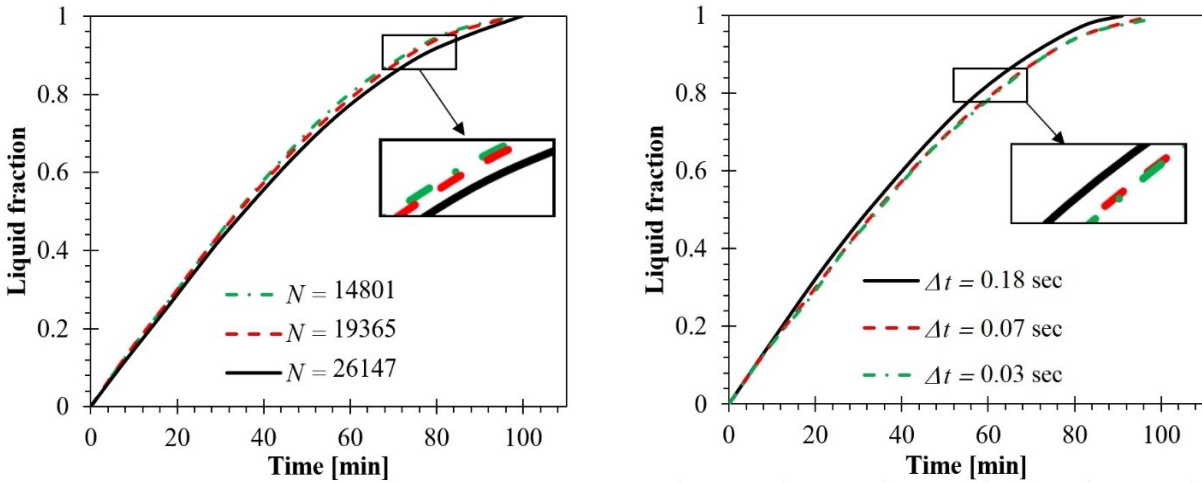 1
0.8
0.6
0.4
0.2
0
Liquid fraction
N = 14801
N = 19365
N = 26147
0 20 40 60 80 100
Time [min]
1
0.8
0.6
0.4
0.2
0
Liquid fraction
Δt = 0.18 sec
Δt = 0.07 sec
Δt = 0.03 sec
0 20 40 60 80 100
Time [min]